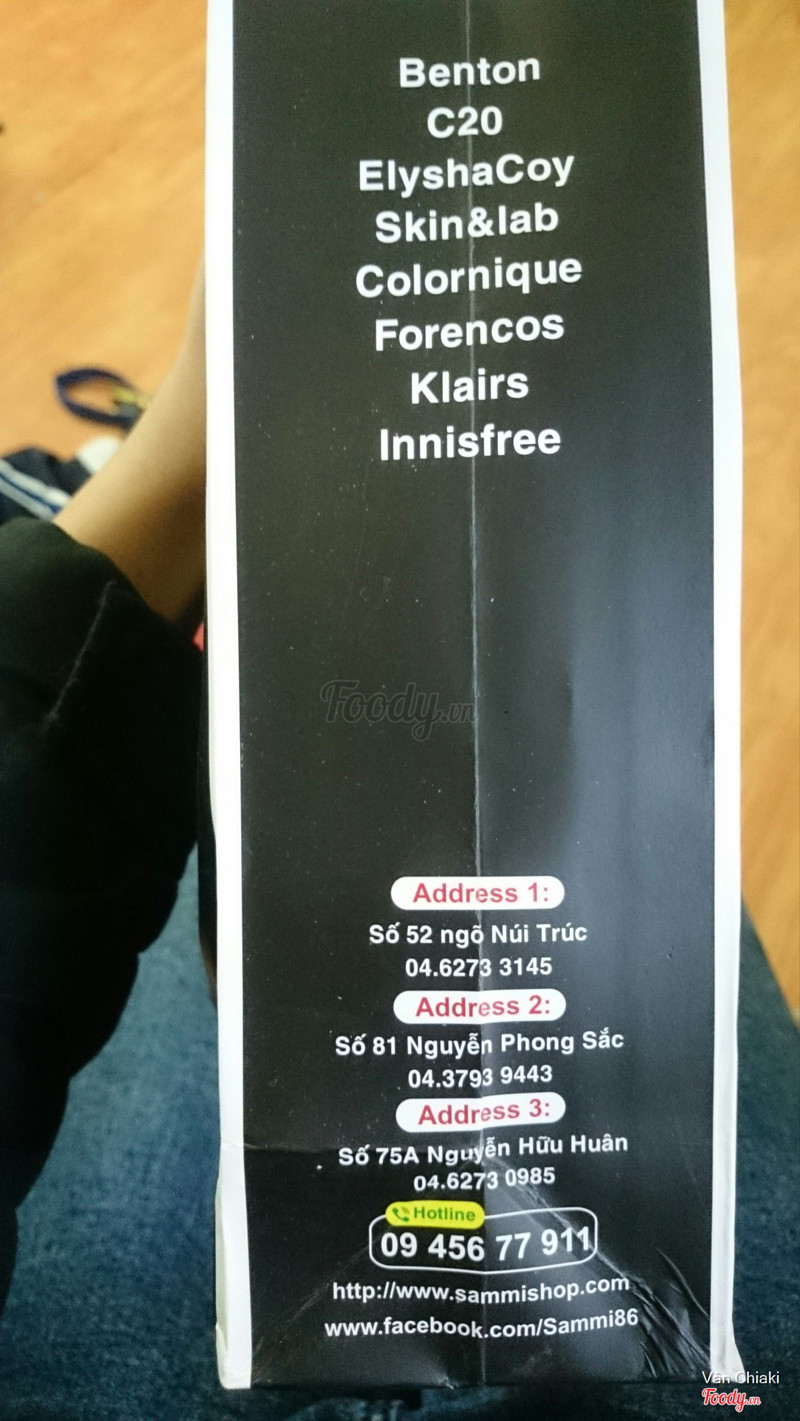 Benton
C20
ElyshaCoy
Skin&lab
Colornique
Forencos
Klairs
Innisfree
Foody.vn
Address 1:
Số 52 ngõ Núi Trúc
04.6273 3145
Address 2:
Số 81 Nguyễn Phong Sắc
04.3793 9443
Address 3:
Số 75A Nguyễn Hữu Huân
04.6273 0985
Hotline
09 456 77 911
http://www.sammishop.com
www.facebook.com/Sammi86
Vân Chiaki
Foody.vn